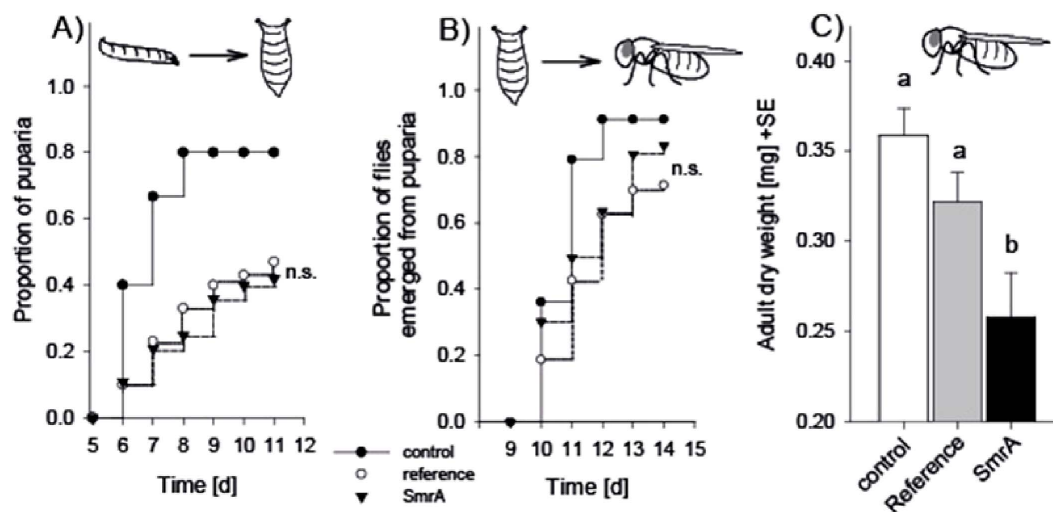 A)
Proportion of puparia
1.0
0.8
0.6
0.4
0.2
0.0
n.s.
5 6 7 8 9 10 11 12
Time [d]
B)
Proportion of flies
emerged from puparia
1.0
0.8
0.6
0.4
0.2
0.0
n.s.
9 10 11 12 13 14 15
Time [d]
control
reference
SmrA
C)
Adult dry weight [mg] +SE
0.40
0.35
0.30
0.25
0.20
a
a
b
control
Reference
SmrA